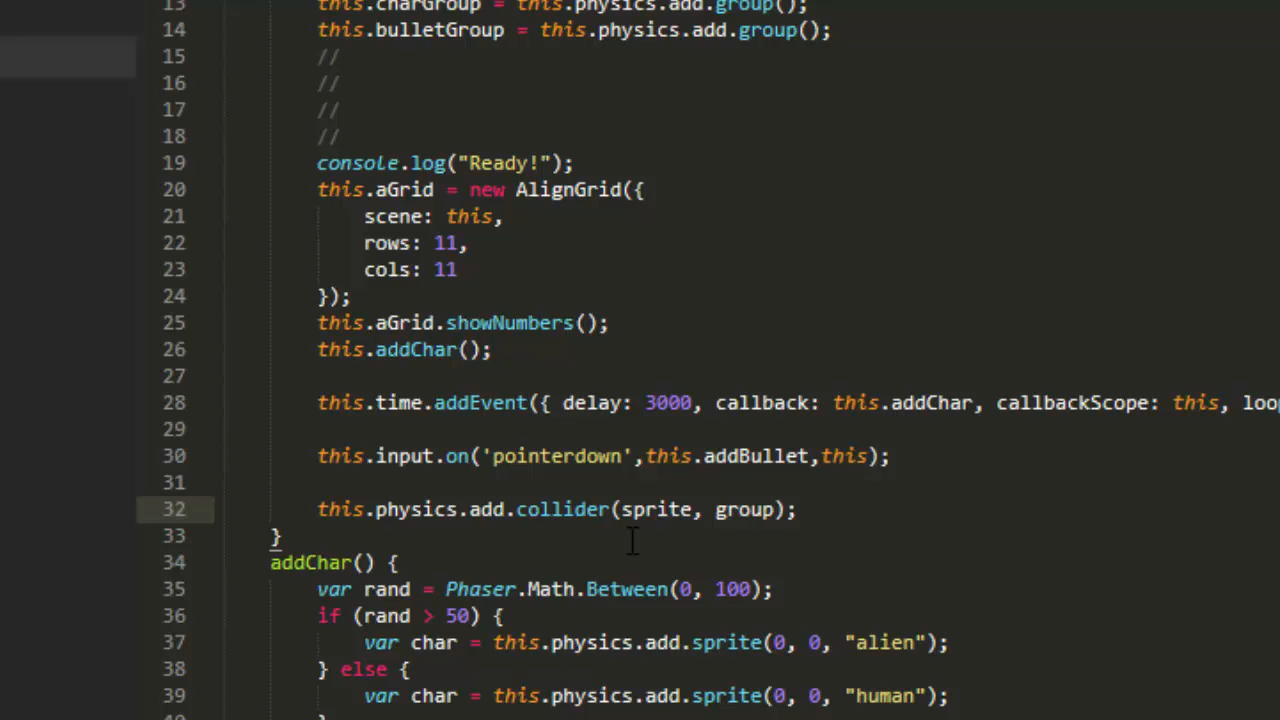 13 this.charGroup = this.physics.add.group();
14 this.bulletGroup = this.physics.add.group();
15 //
16 //
17 //
18 //
19 console.log("Ready!");
20 this.aGrid = new AlignGrid({
21 scene: this,
22 rows: 11,
23 cols: 11
24 });
25 this.aGrid.showNumbers();
26 this.addChar();
27
28 this.time.addEvent({ delay: 3000, callback: this.addChar, callbackScope: this, loop
29
30 this.input.on('pointerdown',this.addBullet,this);
31
32 this.physics.add.collider(sprite, group);
33 }
34 addChar() {
35 var rand = Phaser.Math.Between(0, 100);
36 if (rand > 50) {
37 var char = this.physics.add.sprite(0, 0, "alien");
38 } else {
39 var char = this.physics.add.sprite(0, 0, "human");